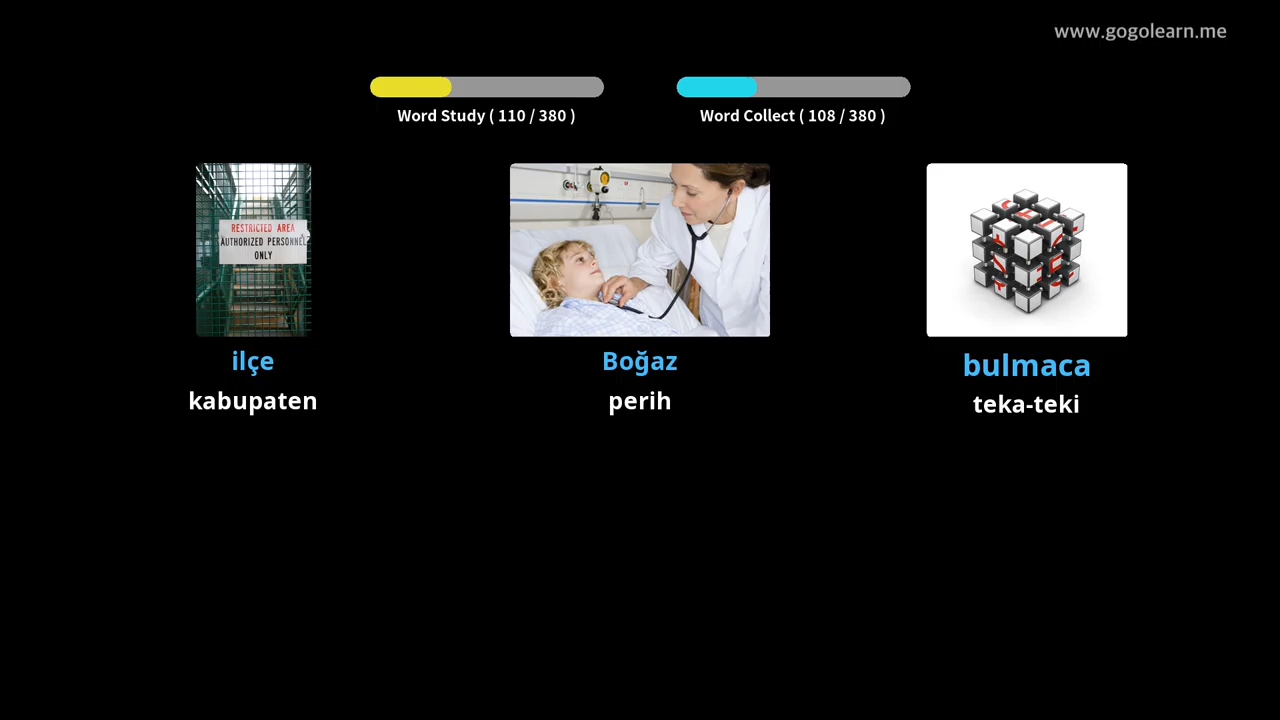 www.gogolearn.me
Word Study ( 110 / 380 )
Word Collect ( 108 / 380 )
RESTRICTED AREA
AUTHORIZED PERSONNEL
ONLY
ilçe
kabupaten
Boğaz
perih
bulmaca
teka-teki